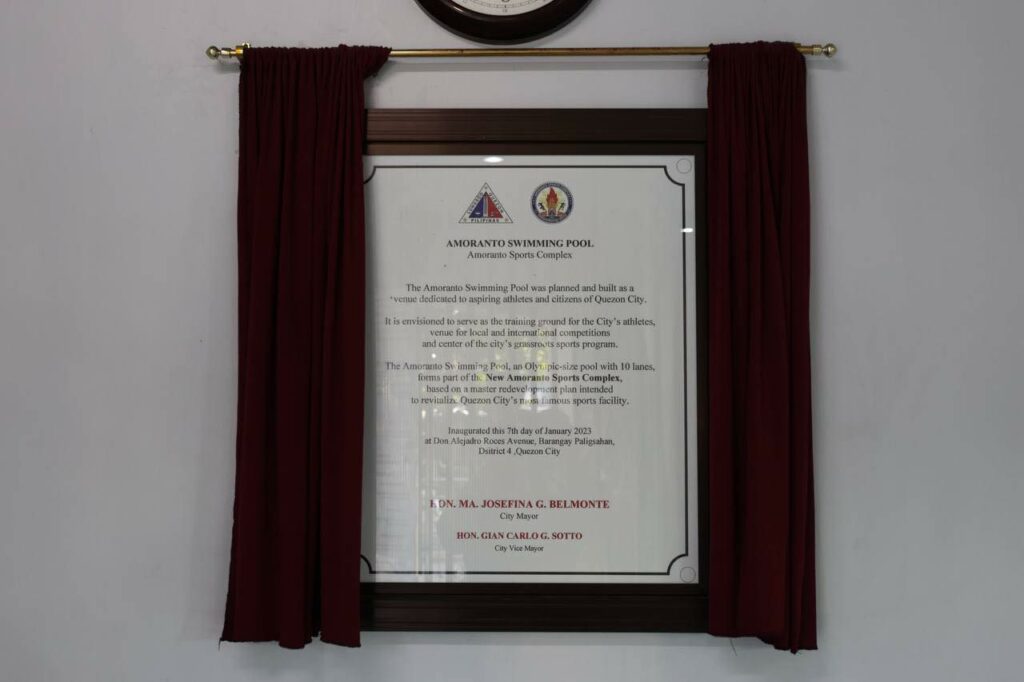 PILIPINAS
AMORANTO SWIMMING POOL
Amoranto Sports Complex
The Amoranto Swimming Pool was planned and built as a
'venue dedicated to aspiring athletes and citizens of Quezon City.
It is envisioned to serve as the training ground for the City's athletes,
venue for local and international competitions
and center of the city's grassroots sports program.
The Amoranto Swimming Pool, an Olympic-size pool with 10 lanes,
forms part of the New Amoranto Sports Complex,
based on a master redevelopment plan intended
to revitalize Quezon City's most famous sports facility.
Inaugurated this 7th day of January 2023
at Don Alejadro Roces Avenue, Barangay Paligsahan,
Dsitrict 4 ,Quezon City
HON. MA. JOSEFINA G. BELMONTE
City Mayor
HON. GIAN CARLO G. SOTTO
City Vice Mayor